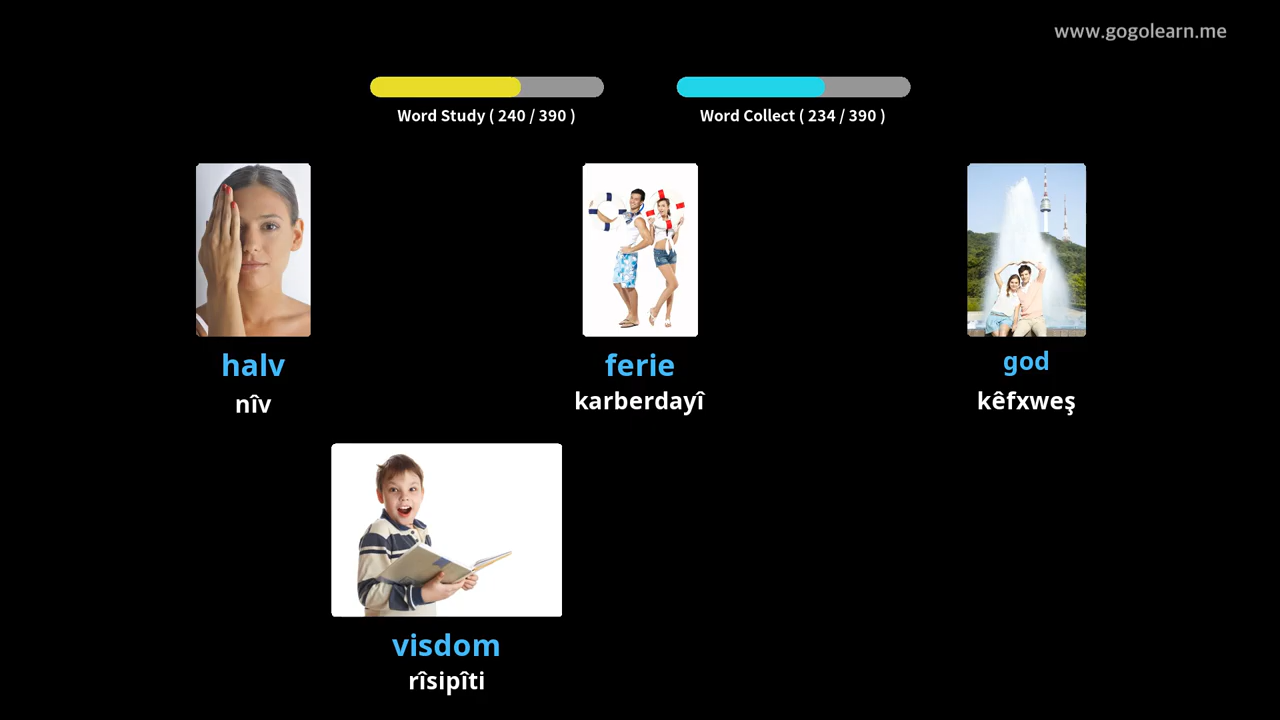 www.gogolearn.me
Word Study ( 240 / 390 )
Word Collect ( 234 / 390 )
halv
nîv
ferie
karberdayî
god
kêfxweş
visdom
rîsipîti